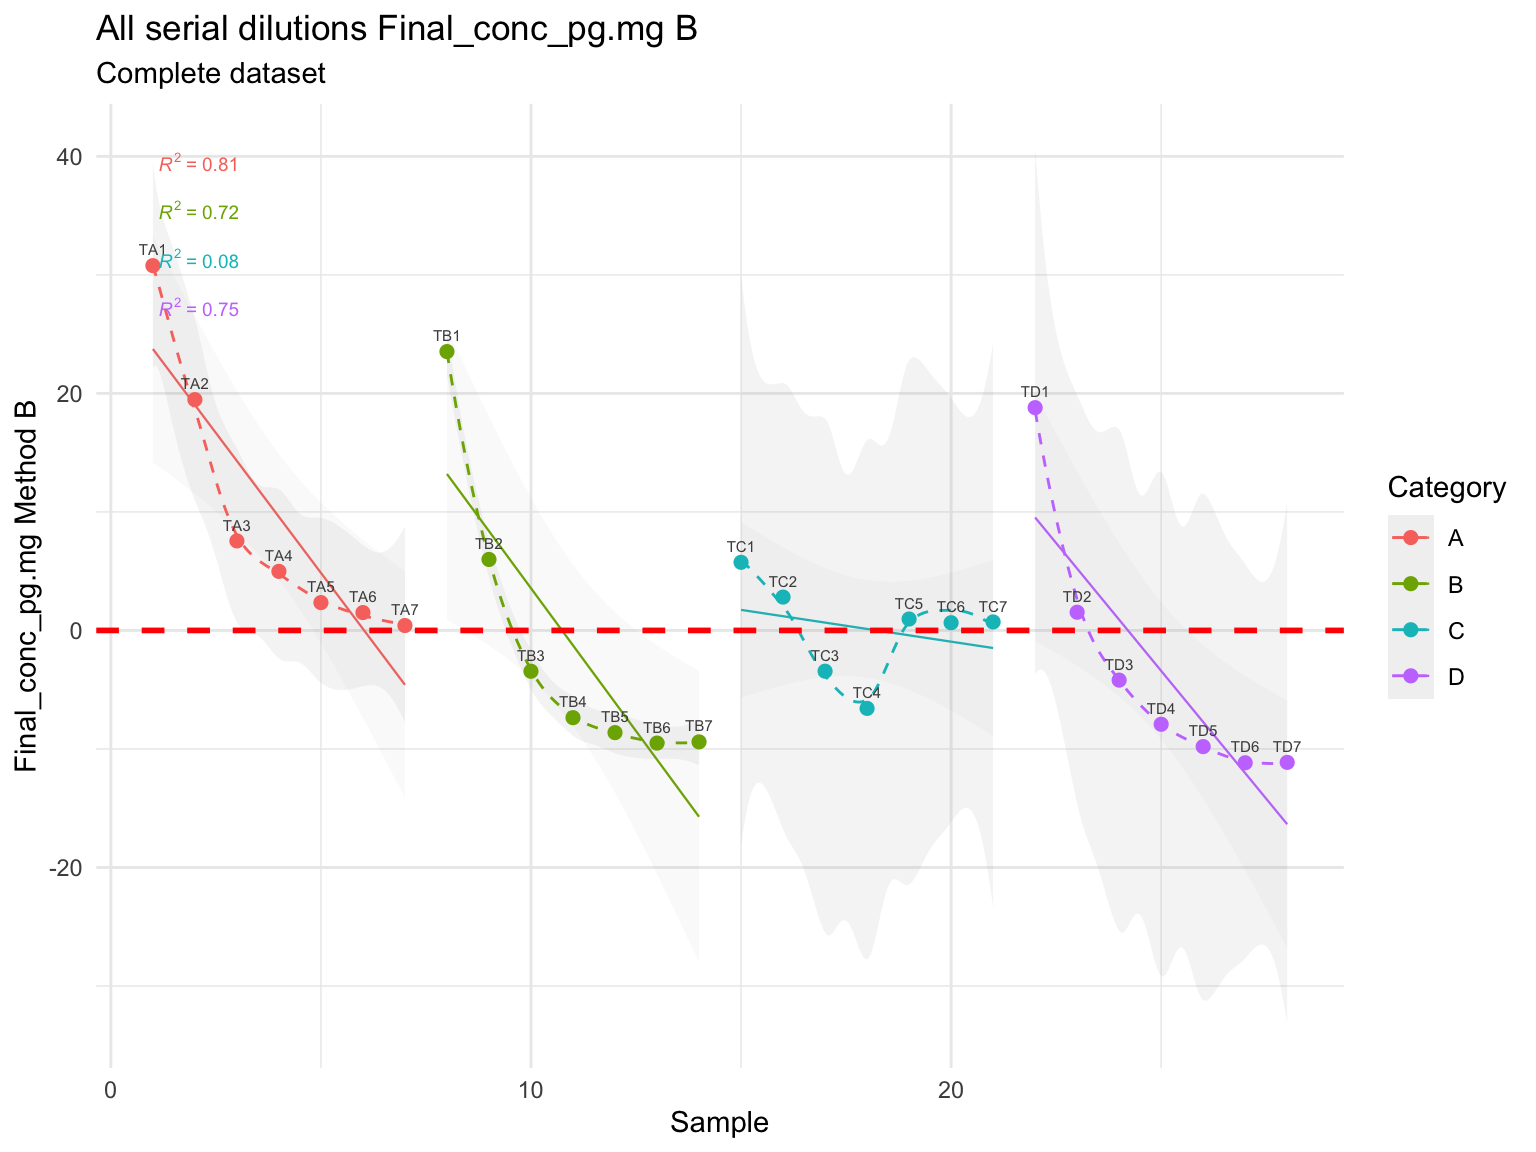 All serial dilutions Final_conc_pg.mg B
Complete dataset
Final_conc_pg.mg Method B
40
20
0
-20
R² = 0.81
R² = 0.72
R² = 0.08
R² = 0.75
TA1
TA2
TA3
TA4
TA5
TA6
TA7
TB1
TB2
TB3
TB4
TB5
TB6
TB7
TC1
TC2
TC3
TC4
TC5
TC6
TC7
TD1
TD2
TD3
TD4
TD5
TD6
TD7
0
10
20
Sample
Category
A
B
C
D